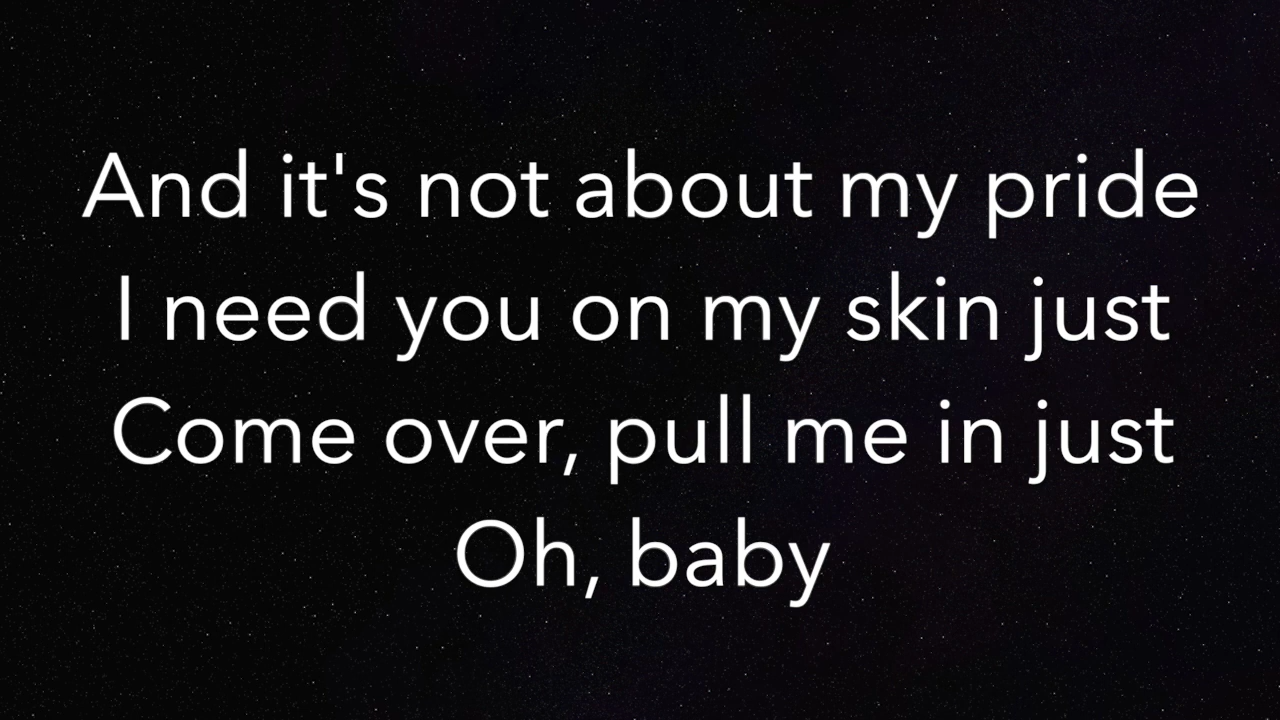 And it's not about my pride
I need you on my skin just
Come over, pull me in just
Oh, baby